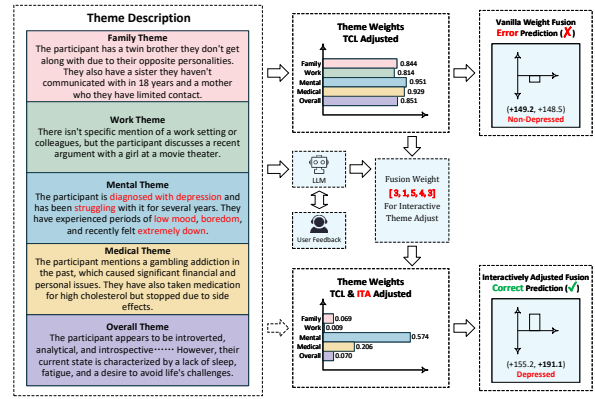 Theme Description
Family Theme
The participant has a twin brother they don't get
along with due to their opposite personalities.
They also have a sister they haven't
communicated with in 18 years and a mother
who they have limited contact.
Work Theme
There isn't specific mention of a work setting or
colleagues, but the participant discusses a recent
argument with a girl at a movie theater.
Mental Theme
The participant is diagnosed with depression and
has been struggling with it for several years. They
have experienced periods of low mood, boredom,
and recently felt extremely down.
Medical Theme
The participant mentions a gambling addiction in
the past, which caused significant financial and
personal issues. They have also taken medication
for high cholesterol but stopped due to side
effects.
Overall Theme
The participant appears to be introverted,
analytical, and introspective⋯⋯ However, their
current state is characterized by a lack of sleep,
fatigue, and a desire to avoid life's challenges.
Theme Weights
TCL Adjusted
Family 0.844
Work 0.814
Mental 0.951
Medical 0.929
Overall 0.851
LLM
User Feedback
Fusion Weight
[ 3, 1, 5, 4, 3]
For Interactive
Theme Adjust
Theme Weights
TCL & ITA Adjusted
Family 0.069
Work 0.009
Mental 0.574
Medical 0.206
Overall 0.070
Vanilla Weight Fusion
Error Prediction (✗)
(+149.2, +148.5)
Non-Depressed
Interactively Adjusted Fusion
Correct Prediction (✓)
(+155.2, +191.1)
Depressed